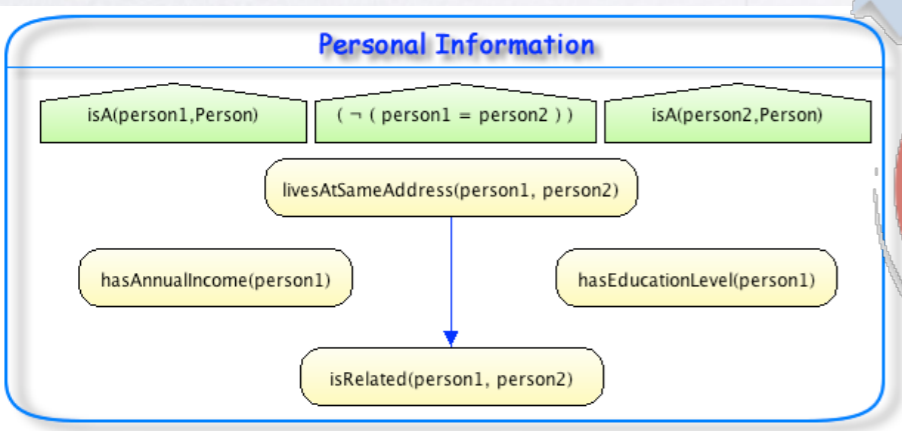 Personal Information
isA(person1,Person)
( ¬ ( person1 = person2 ) )
isA(person2,Person)
livesAtSameAddress(person1, person2)
hasAnnualIncome(person1)
hasEducationLevel(person1)
isRelated(person1, person2)